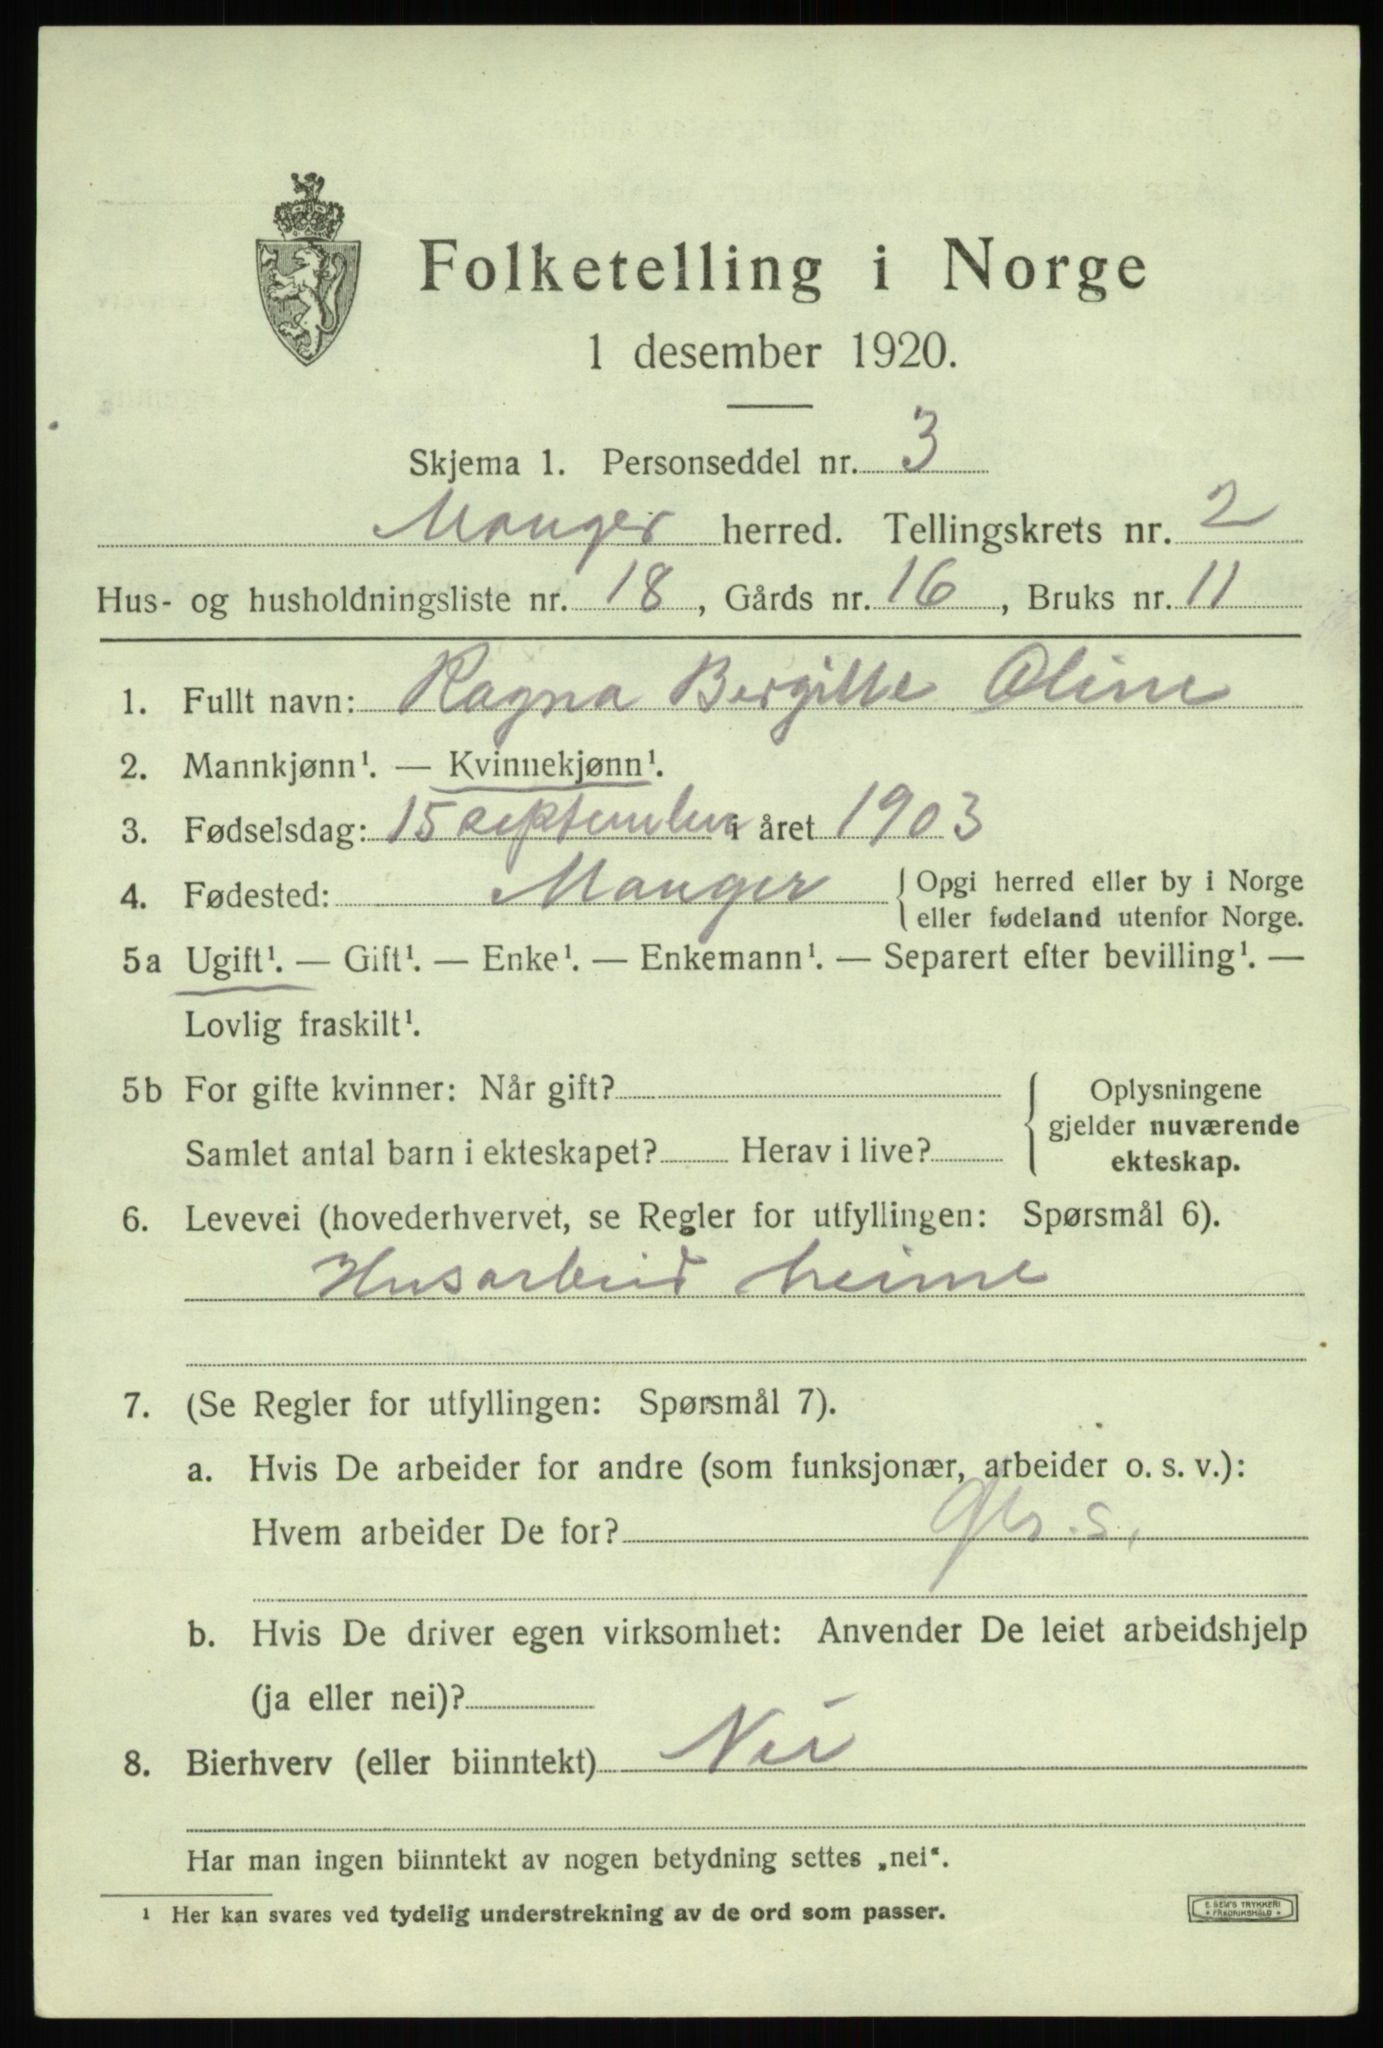 Folketelling i Norge
1 desember 1920.
Skjema 1. Personseddel nr. 3
Manger herred. Tellingskrets nr. 2
Hus- og husholdningsliste nr. 18, Gårds nr. 16, Bruks nr. 11
1. Fullt navn: Ragna Bergitte Oline
2. Mannkjønn¹. — Kvinnekjønn¹.
3. Fødselsdag: 15 september i året 1903
4. Fødested: Manger { Opgi herred eller by i Norge
eller fødeland utenfor Norge.
5a Ugift¹. — Gift¹. — Enke¹. — Enkemann¹. — Separert efter bevilling¹. —
Lovlig fraskilt¹.
5b For gifte kvinner: Når gift? { Oplysningene
gjelder nuværende
Samlet antal barn i ekteskapet? Herav i live? ekteskap.
6. Levevei (hovederhvervet, se Regler for utfyllingen: Spørsmål 6).
Husarbeid heime
7. (Se Regler for utfyllingen: Spørsmål 7).
a. Hvis De arbeider for andre (som funksjonær, arbeider o. s. v.):
Hvem arbeider De for?
b. Hvis De driver egen virksomhet: Anvender De leiet arbeidshjelp
(ja eller nei)?
8. Bierhverv (eller biinntekt) Nei
Har man ingen biinntekt av nogen betydning settes „nei“.
¹ Her kan svares ved tydelig understrekning av de ord som passer.
E. SEM'S TRYKKERI
* FREDRIKSHALD *